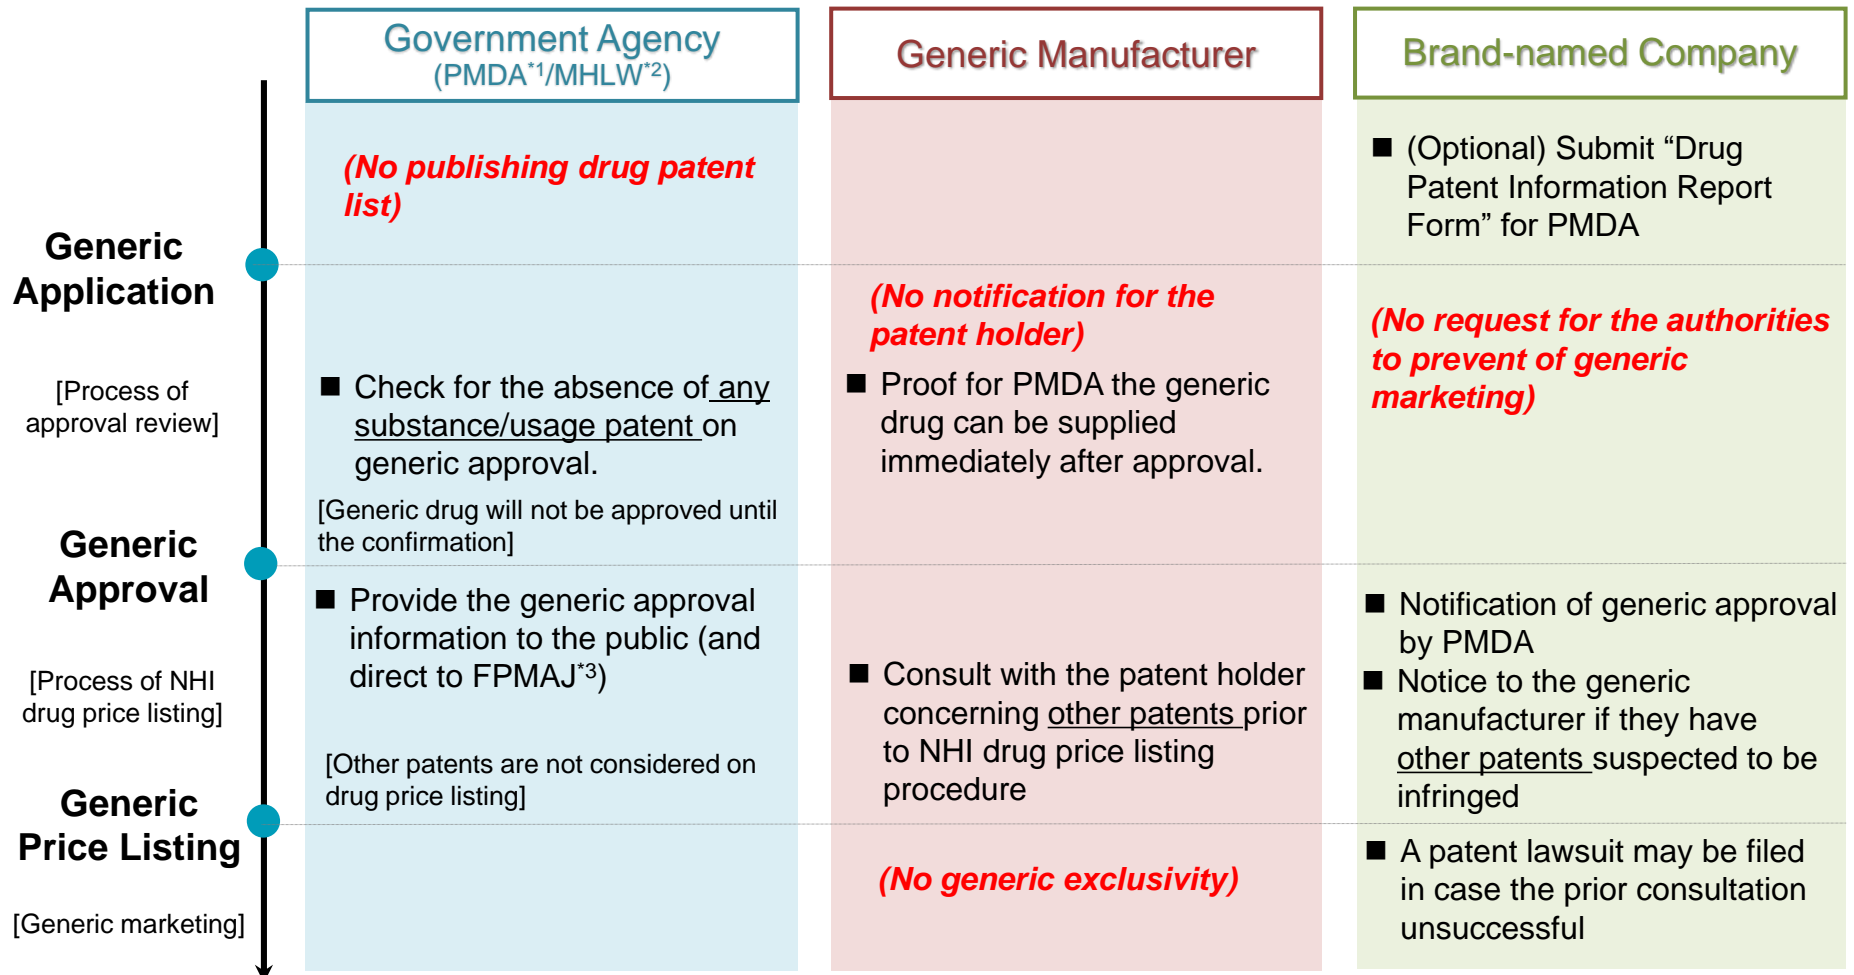 Government Agency
(PMDA*1/MHLW*2)
Generic Manufacturer
Brand-named Company
(No publishing drug patent
list)
■ (Optional) Submit “Drug
Patent Information Report
Form” for PMDA
Generic
Application
(No notification for the
patent holder)
(No request for the authorities
to prevent of generic
marketing)
[Process of
approval review]
■ Check for the absence of any
substance/usage patent on
generic approval.
■ Proof for PMDA the generic
drug can be supplied
immediately after approval.
[Generic drug will not be approved until
the confirmation]
Generic
Approval
■ Provide the generic approval
information to the public (and
direct to FPMAJ*3)
■ Notification of generic approval
by PMDA
[Process of NHI
drug price listing]
■ Consult with the patent holder
concerning other patents prior
to NHI drug price listing
procedure
■ Notice to the generic
manufacturer if they have
other patents suspected to be
infringed
[Other patents are not considered on
drug price listing]
Generic
Price Listing
(No generic exclusivity)
■ A patent lawsuit may be filed
in case the prior consultation
unsuccessful
[Generic marketing]